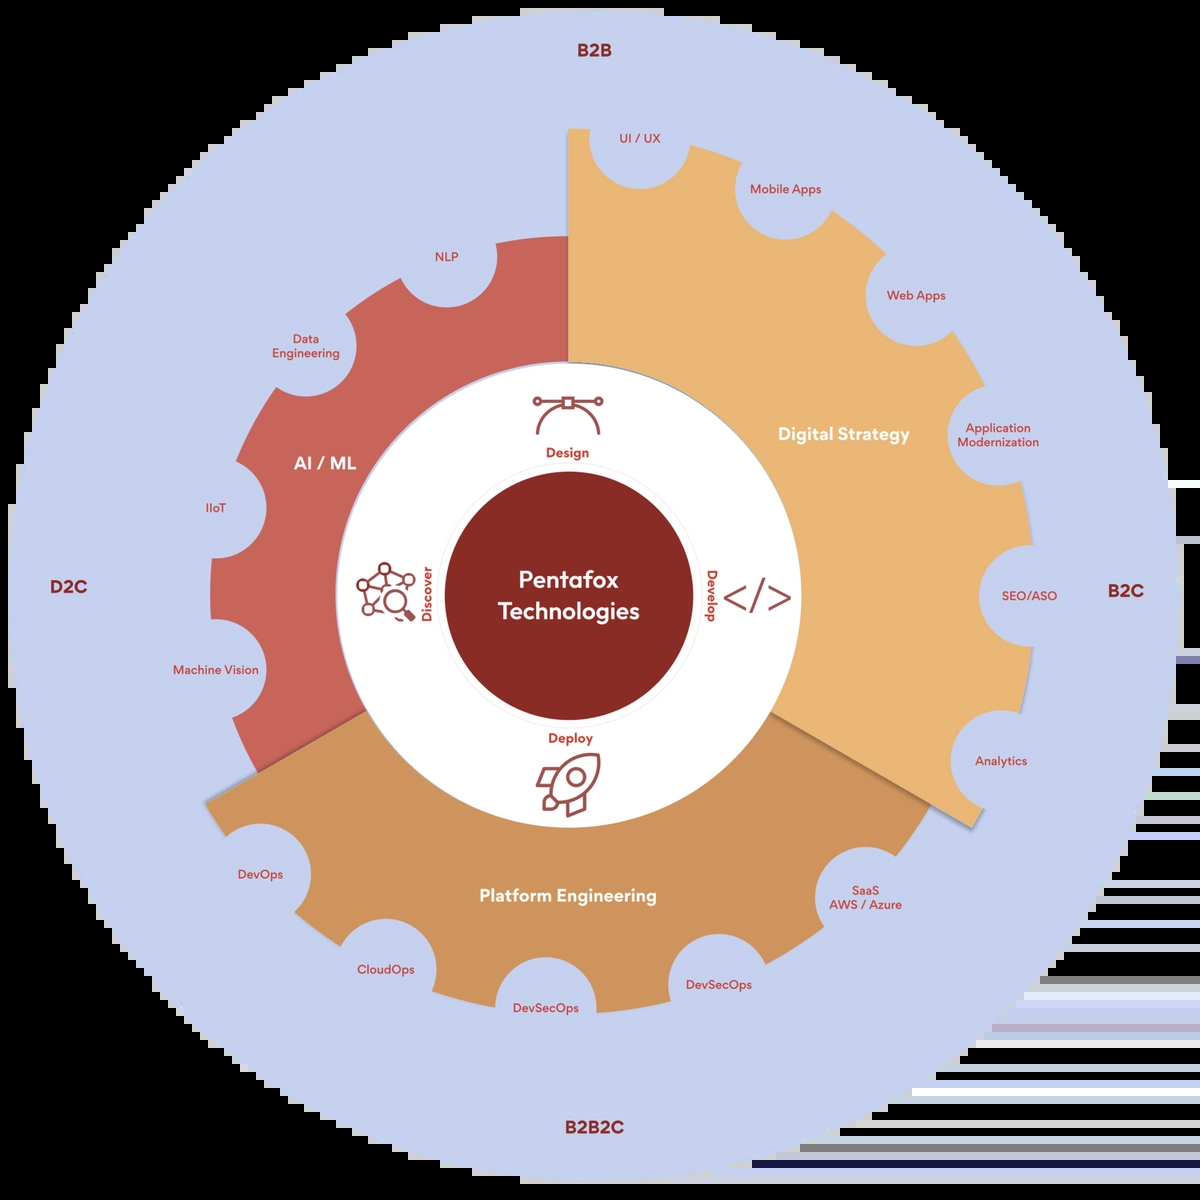 B2B
UI / UX
Mobile Apps
NLP
Web Apps
Data
Engineering
Application
Modernization
Digital Strategy
Design
AI / ML
IIoT
D2C
Discover
Pentafox
Technologies
Develop
</>
SEO/ASO
B2C
Machine Vision
Deploy
Analytics
DevOps
Platform Engineering
SaaS
AWS / Azure
CloudOps
DevSecOps
DevSecOps
B2B2C